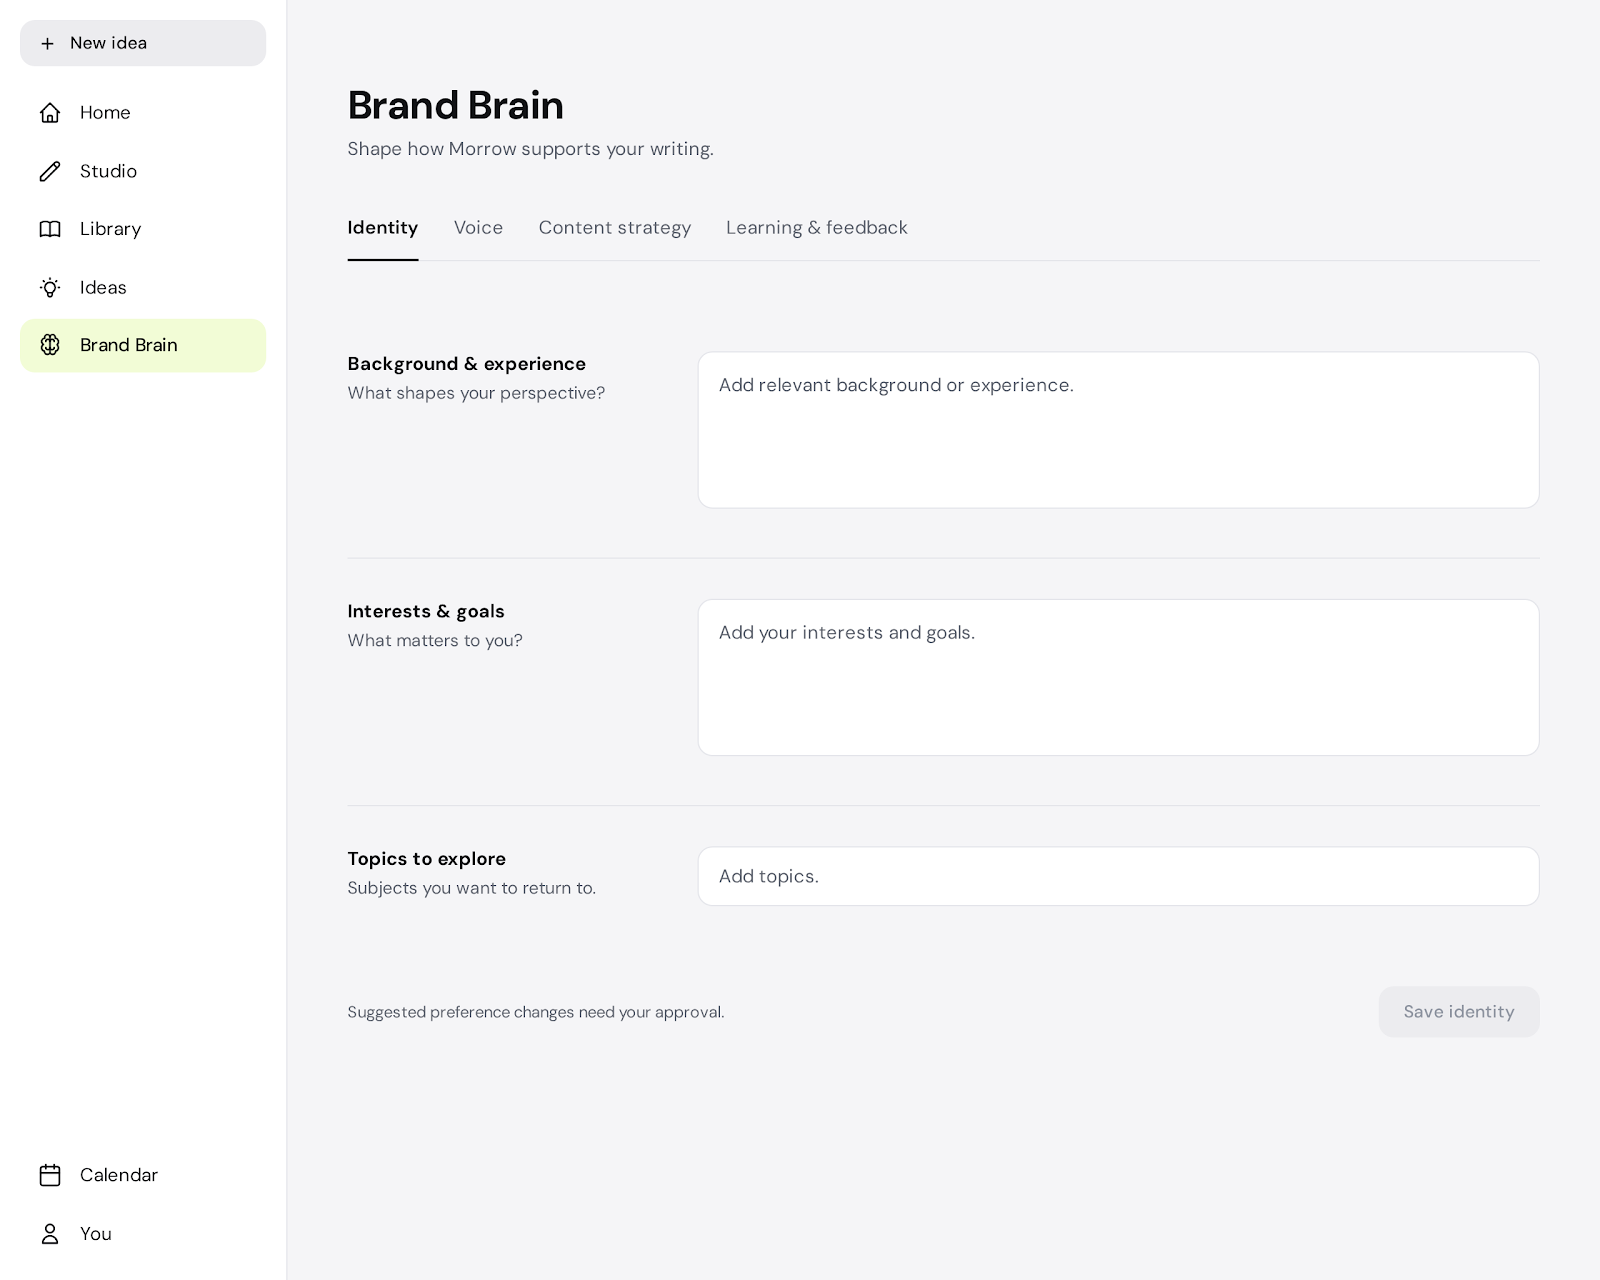 New idea
Home
Studio
Library
Ideas
Brand Brain
Calendar
You
Brand Brain
Shape how Morrow supports your writing.
Identity Voice Content strategy Learning & feedback
Background & experience
What shapes your perspective?
Add relevant background or experience.
Interests & goals
What matters to you?
Add your interests and goals.
Topics to explore
Subjects you want to return to.
Add topics.
Suggested preference changes need your approval.
Save identity